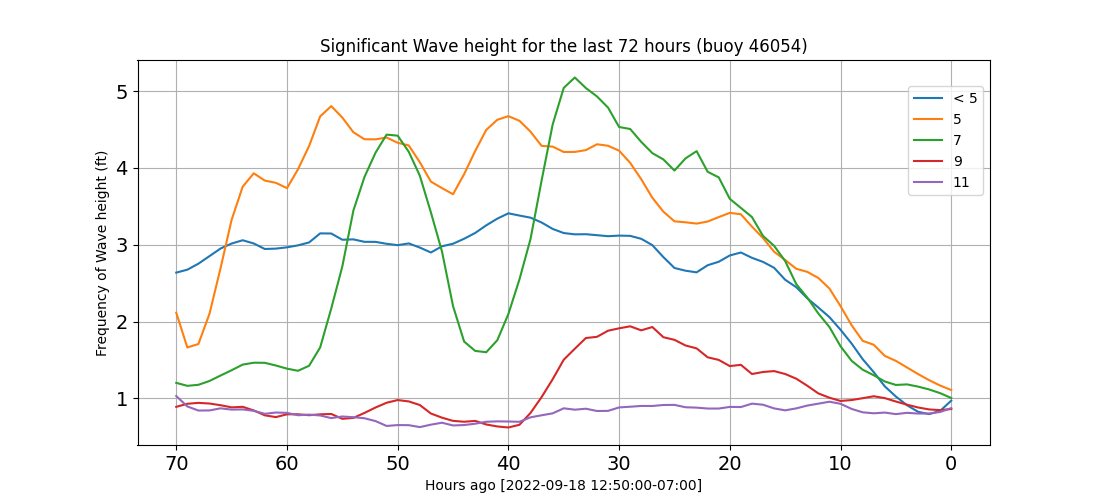 Significant Wave height for the last 72 hours (buoy 46054)
Frequency of Wave height (ft)
5
4
3
2
1
< 5
5
7
9
11
70 60 50 40 30 20 10 0
Hours ago [2022-09-18 12:50:00-07:00]